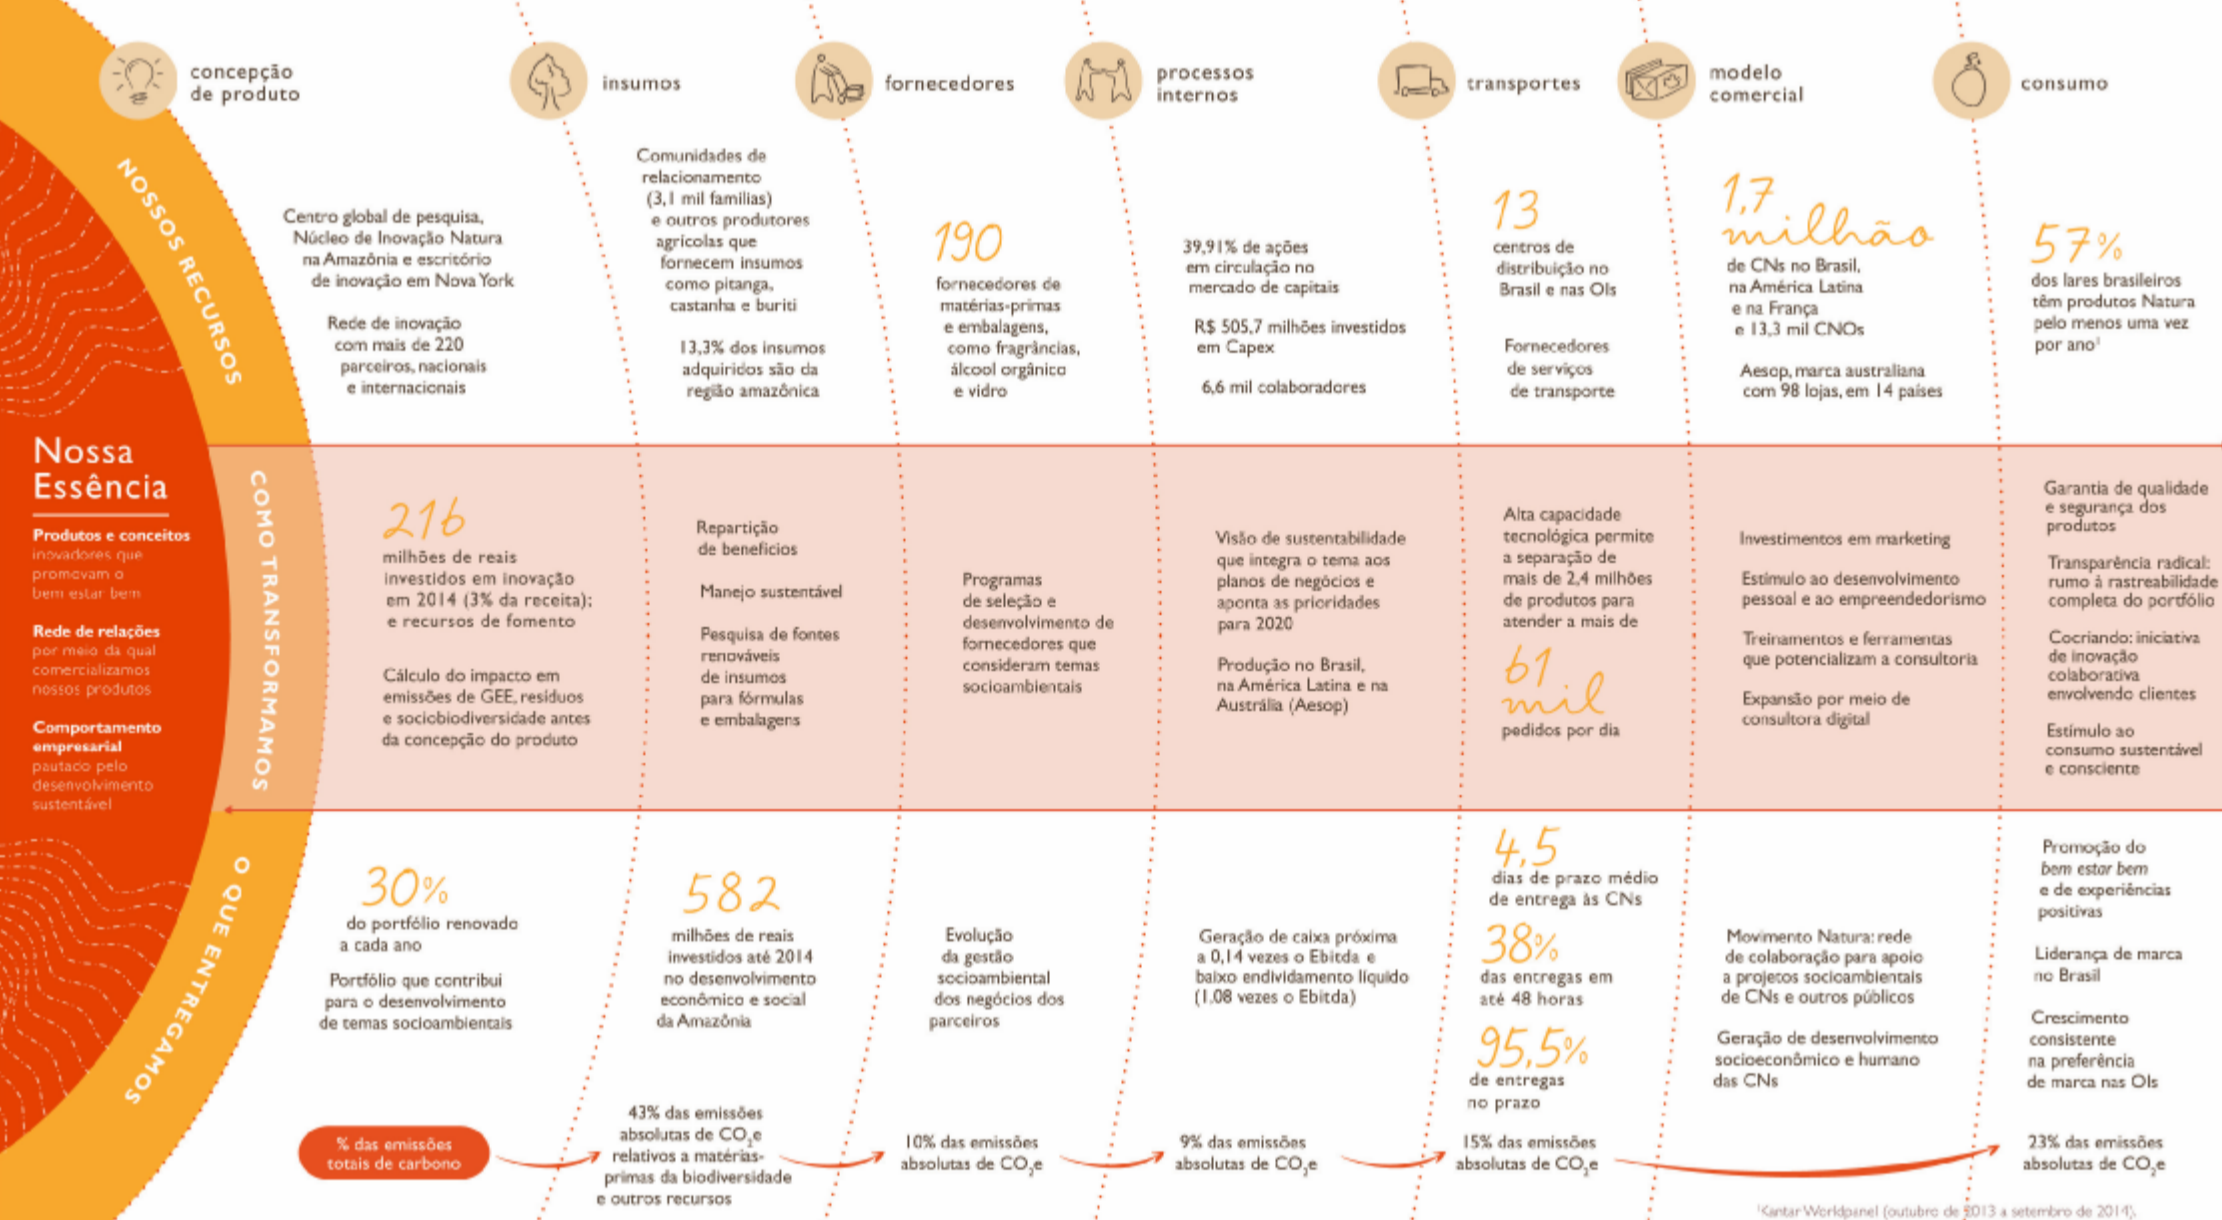 concepção
de produto
insumos
fornecedores
processos
internos
transportes
modelo
comercial
consumo
NOSSOS RECURSOS
Centro global de pesquisa,
Núcleo de Inovação Natura
na Amazônia e escritório
de inovação em Nova York
Rede de inovação
com mais de 220
parceiros, nacionais
e internacionais
Comunidades de
relacionamento
(3,1 mil famílias)
e outros produtores
agrícolas que
fornecem insumos
como pitanga,
castanha e buriti
13,3% dos insumos
adquiridos são da
região amazônica
190
fornecedores de
matérias-primas
e embalagens,
como fragrâncias,
álcool orgânico
e vidro
39,91% de ações
em circulação no
mercado de capitais
R$ 505,7 milhões investidos
em Capex
6,6 mil colaboradores
13
centros de
distribuição no
Brasil e nas OIs
Fornecedores
de serviços
de transporte
1,7
milhão
de CNs no Brasil,
na América Latina
e na França
e 13,3 mil CNOs
Aesop, marca australiana
com 98 lojas, em 14 países
57%
dos lares brasileiros
têm produtos Natura
pelo menos uma vez
por ano¹
Nossa
Essência
Produtos e conceitos
inovadores que
promovam o
bem estar bem
Rede de relações
por meio da qual
comercializamos
nossos produtos
Comportamento
empresarial
pautado pelo
desenvolvimento
sustentável
COMO TRANSFORMAMOS
216
milhões de reais
investidos em inovação
em 2014 (3% da receita);
e recursos de fomento
Cálculo do impacto em
emissões de GEE, resíduos
e sociobiodiversidade antes
da concepção do produto
Repartição
de benefícios
Manejo sustentável
Pesquisa de fontes
renováveis
de insumos
para fórmulas
e embalagens
Programas
de seleção e
desenvolvimento de
fornecedores que
consideram temas
socioambientais
Visão de sustentabilidade
que integra o tema aos
planos de negócios e
aponta as prioridades
para 2020
Produção no Brasil,
na América Latina e na
Austrália (Aesop)
Alta capacidade
tecnológica permite
a separação de
mais de 2,4 milhões
de produtos para
atender a mais de
61
mil
pedidos por dia
Investimentos em marketing
Estímulo ao desenvolvimento
pessoal e ao empreendedorismo
Treinamentos e ferramentas
que potencializam a consultoria
Expansão por meio de
consultora digital
Garantia de qualidade
e segurança dos
produtos
Transparência radical:
rumo à rastreabilidade
completa do portfólio
Cocriando: iniciativa
de inovação
colaborativa
envolvendo clientes
Estímulo ao
consumo sustentável
e consciente
O QUE ENTREGAMOS
30%
do portfólio renovado
a cada ano
Portfólio que contribui
para o desenvolvimento
de temas socioambientais
582
milhões de reais
investidos até 2014
no desenvolvimento
econômico e social
da Amazônia
Evolução
da gestão
socioambiental
dos negócios dos
parceiros
Geração de caixa próxima
a 0,14 vezes o Ebitda e
baixo endividamento líquido
(1,08 vezes o Ebitda)
4,5
dias de prazo médio
de entrega às CNs
38%
das entregas em
até 48 horas
95,5%
de entregas
no prazo
Movimento Natura: rede
de colaboração para apoio
a projetos socioambientais
de CNs e outros públicos
Geração de desenvolvimento
socioeconômico e humano
das CNs
Promoção do
bem estar bem
e de experiências
positivas
Liderança de marca
no Brasil
Crescimento
consistente
na preferência
de marca nas OIs
% das emissões
totais de carbono
43% das emissões
absolutas de CO₂e
relativos a matérias-
primas da biodiversidade
e outros recursos
10% das emissões
absolutas de CO₂e
9% das emissões
absolutas de CO₂e
15% das emissões
absolutas de CO₂e
23% das emissões
absolutas de CO₂e
¹Kantar Worldpanel (outubro de 2013 a setembro de 2014).